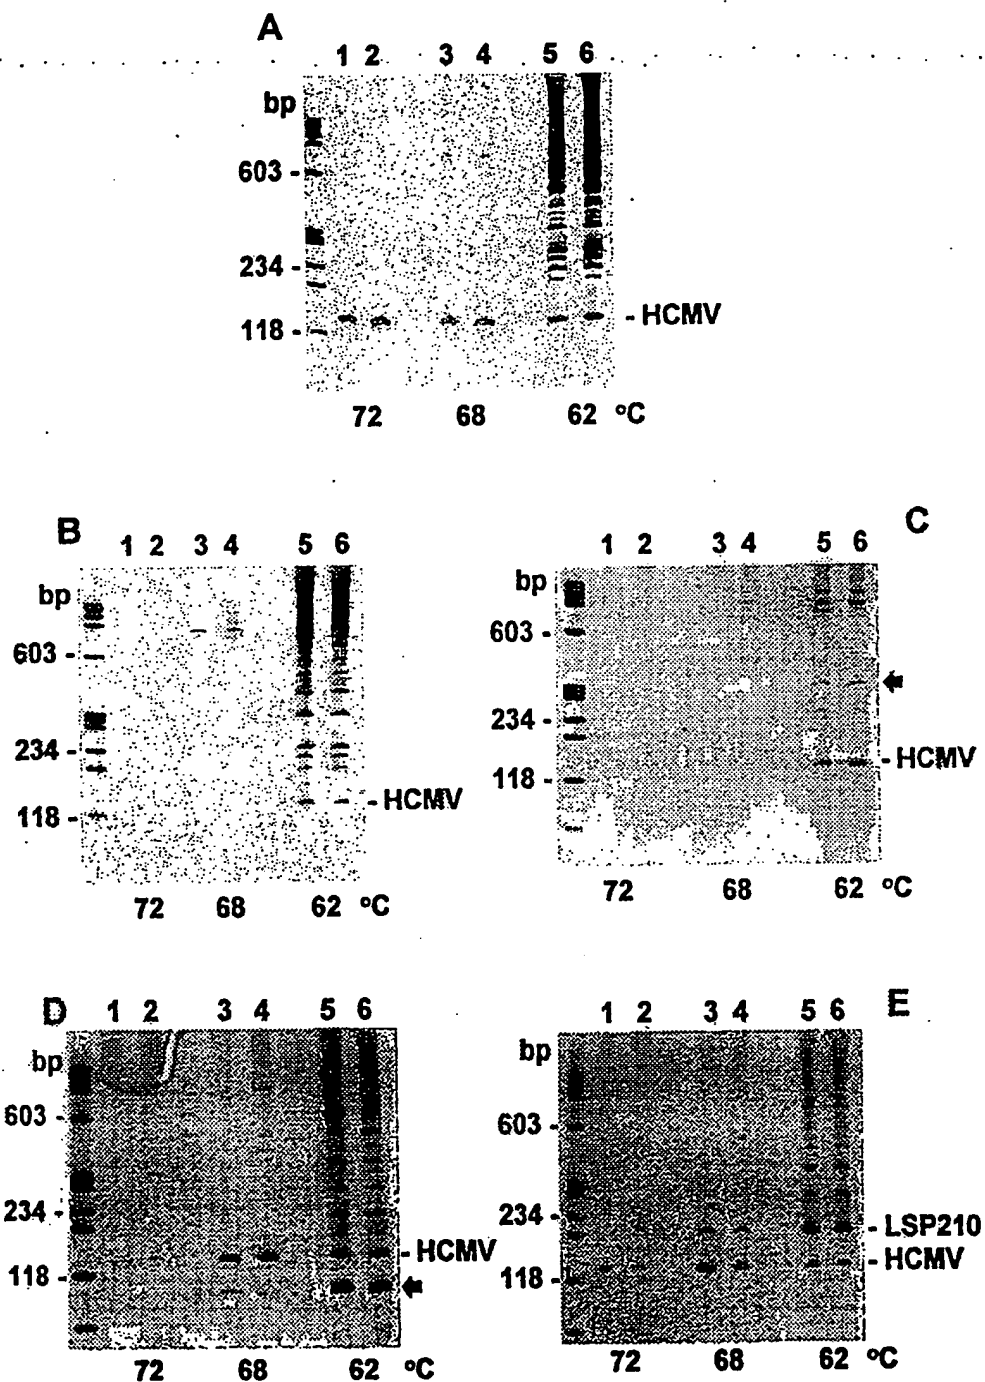 A
1 2 3 4 5 6
bp
603 -
234 -
118 -
- HCMV
72 68 62 °C
B
1 2 3 4 5 6
bp
603 -
234 -
118 -
- HCMV
72 68 62 °C
C
1 2 3 4 5 6
bp
603 -
234 -
118 -
- HCMV
72 68 62 °C
D
1 2 3 4 5 6
bp
603 -
234 -
118 -
- HCMV
72 68 62 °C
E
1 2 3 4 5 6
bp
603 -
234 -
118 -
- LSP210
- HCMV
72 68 62 °C